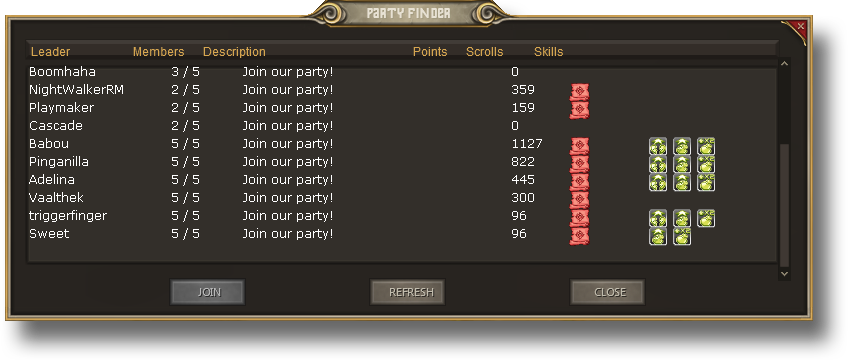 PARTY FINDER
Leader Members Description Points Scrolls Skills
Boomhaha 3 / 5 Join our party! 0
NightWalkerRM 2 / 5 Join our party! 359
Playmaker 2 / 5 Join our party! 159
Cascade 2 / 5 Join our party! 0
Babou 5 / 5 Join our party! 1127
Pinganilla 5 / 5 Join our party! 822
Adelina 5 / 5 Join our party! 445
Vaalthek 5 / 5 Join our party! 300
triggerfinger 5 / 5 Join our party! 96
Sweet 5 / 5 Join our party! 96
JOIN REFRESH CLOSE